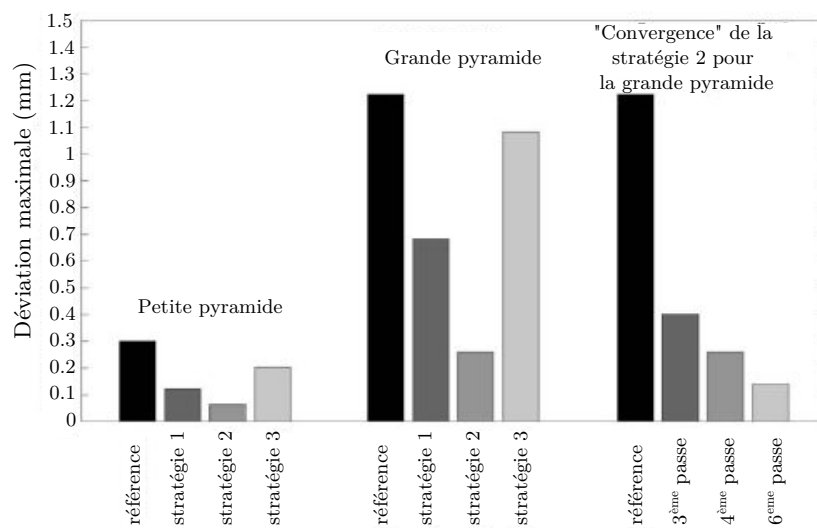 1.5
1.4
1.3
1.2
1.1
1
0.9
0.8
0.7
0.6
0.5
0.4
0.3
0.2
0.1
0
Déviation maximale (mm)
Petite pyramide
Grande pyramide
"Convergence" de la
stratégie 2 pour
la grande pyramide
référence
stratégie 1
stratégie 2
stratégie 3
référence
stratégie 1
stratégie 2
stratégie 3
référence
3ème passe
4ème passe
6ème passe